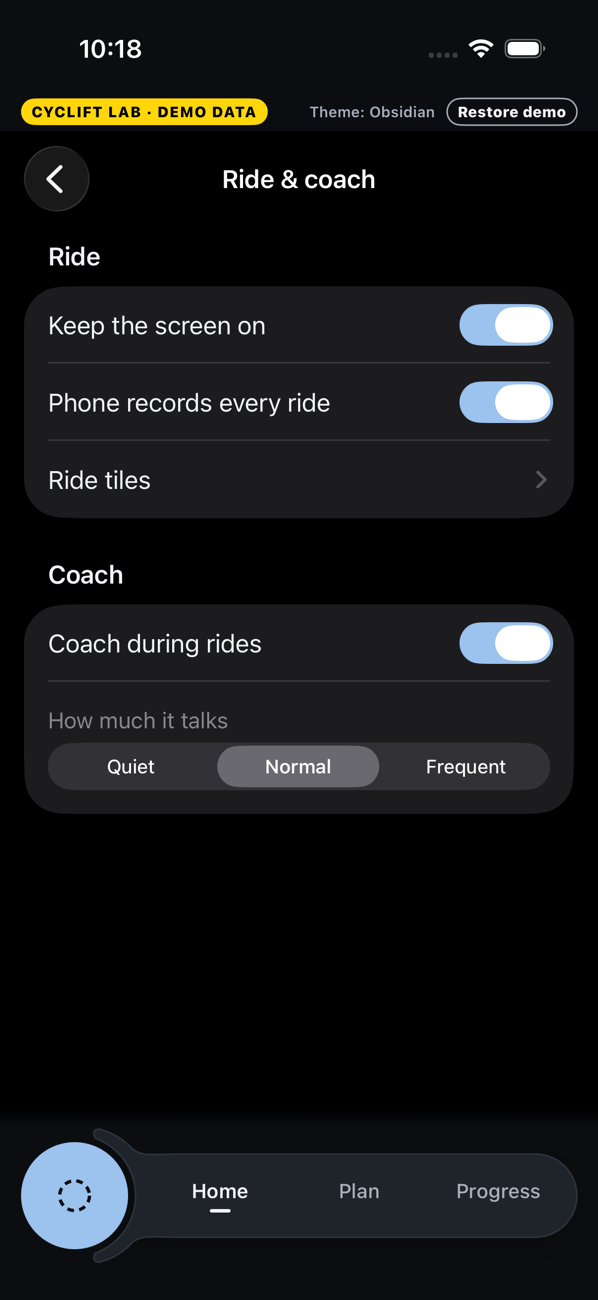 10:18
CYCLIFT LAB · DEMO DATA
Theme: Obsidian
Restore demo
Ride & coach
Ride
Keep the screen on
Phone records every ride
Ride tiles
Coach
Coach during rides
How much it talks
Quiet
Normal
Frequent
Home
Plan
Progress